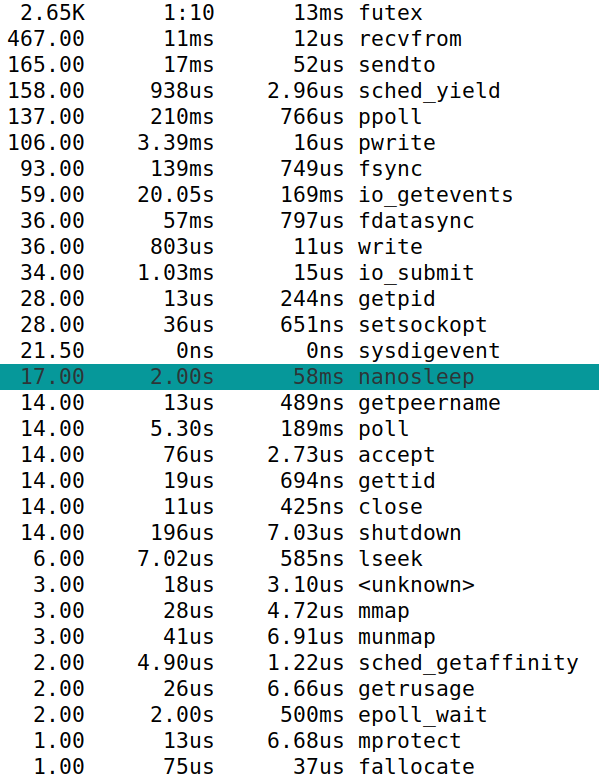 2.65K 1:10 13ms futex
467.00 11ms 12us recvfrom
165.00 17ms 52us sendto
158.00 938us 2.96us sched_yield
137.00 210ms 766us ppoll
106.00 3.39ms 16us pwrite
93.00 139ms 749us fsync
59.00 20.05s 169ms io_getevents
36.00 57ms 797us fdatasync
36.00 803us 11us write
34.00 1.03ms 15us io_submit
28.00 13us 244ns getpid
28.00 36us 651ns setsockopt
21.50 0ns 0ns sysdigevent
17.00 2.00s 58ms nanosleep
14.00 13us 489ns getpeername
14.00 5.30s 189ms poll
14.00 76us 2.73us accept
14.00 19us 694ns gettid
14.00 11us 425ns close
14.00 196us 7.03us shutdown
6.00 7.02us 585ns lseek
3.00 18us 3.10us <unknown>
3.00 28us 4.72us mmap
3.00 41us 6.91us munmap
2.00 4.90us 1.22us sched_getaffinity
2.00 26us 6.66us getrusage
2.00 2.00s 500ms epoll_wait
1.00 13us 6.68us mprotect
1.00 75us 37us fallocate